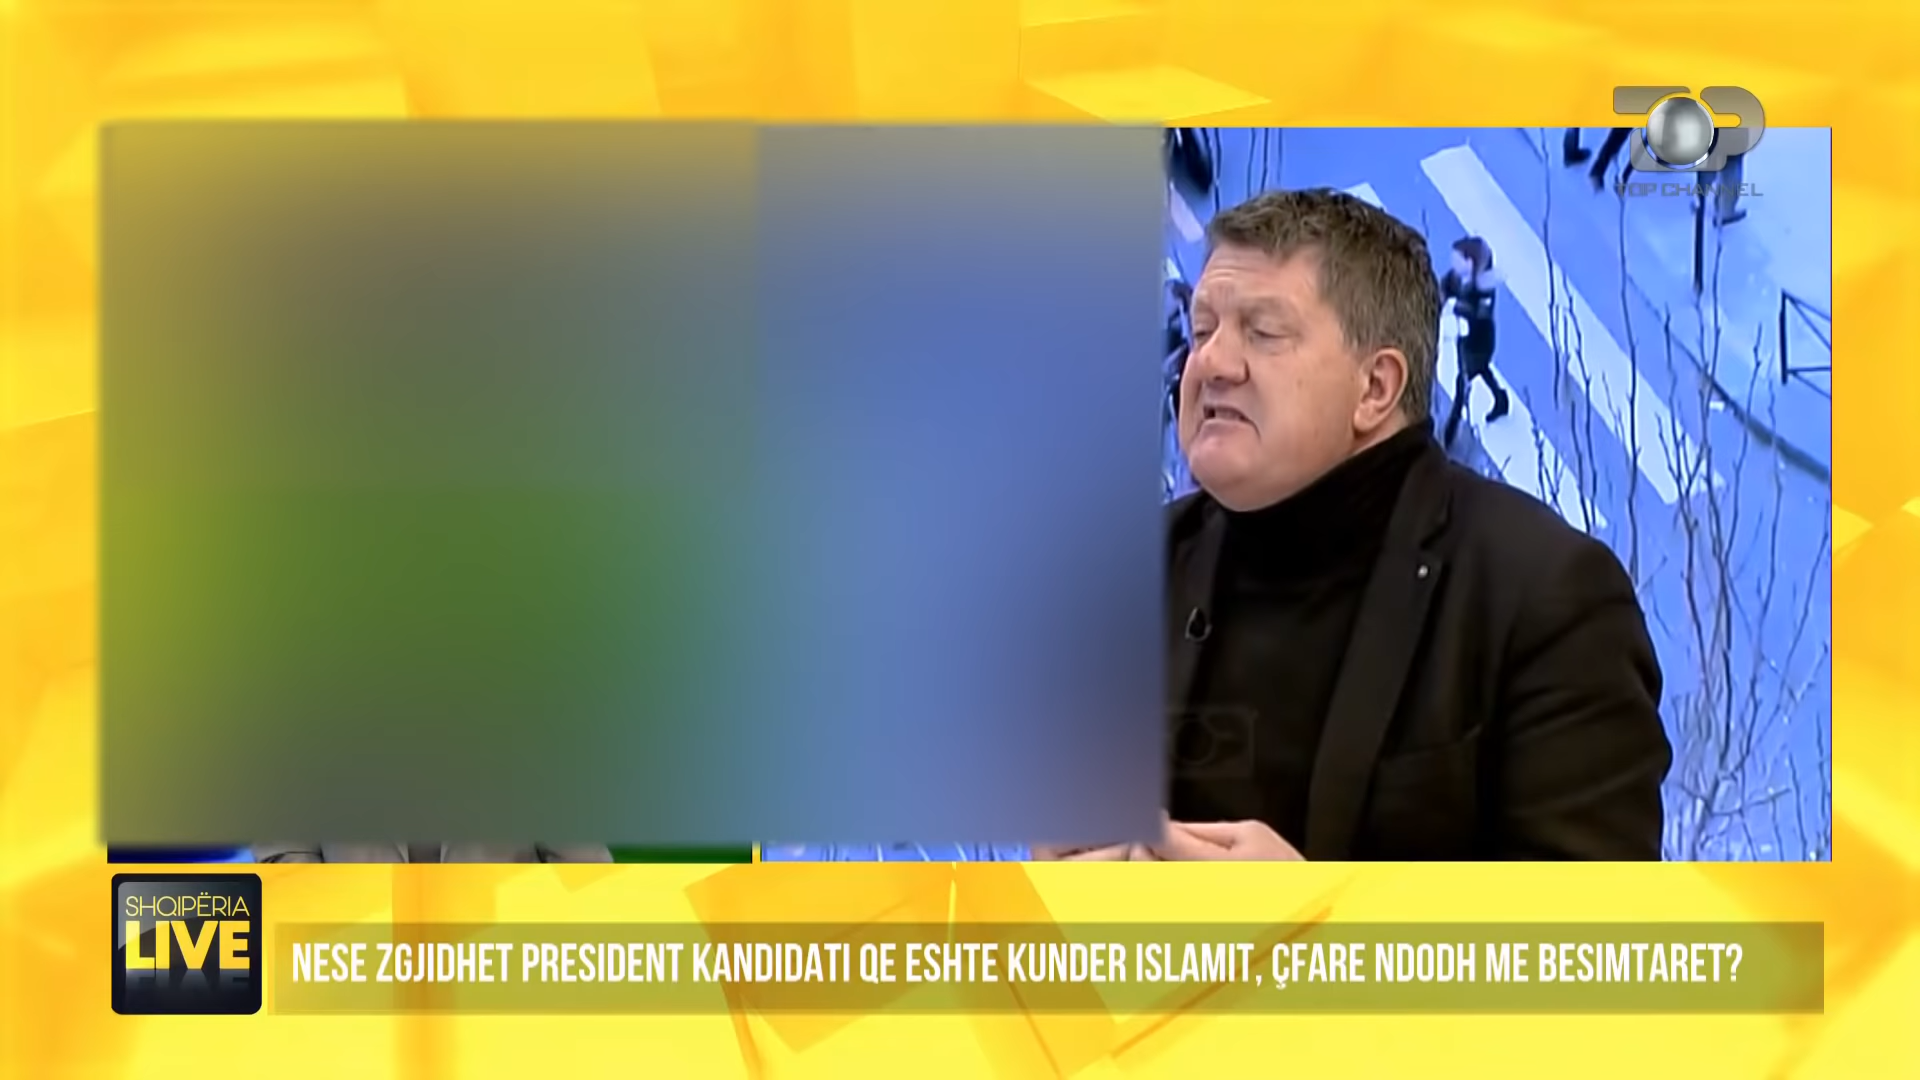 TOP CHANNEL
SHQIPËRIA
LIVE
NESE ZGJIDHET PRESIDENT KANDIDATI QE ESHTE KUNDER ISLAMIT, ÇFARE NDODH ME BESIMTARET?